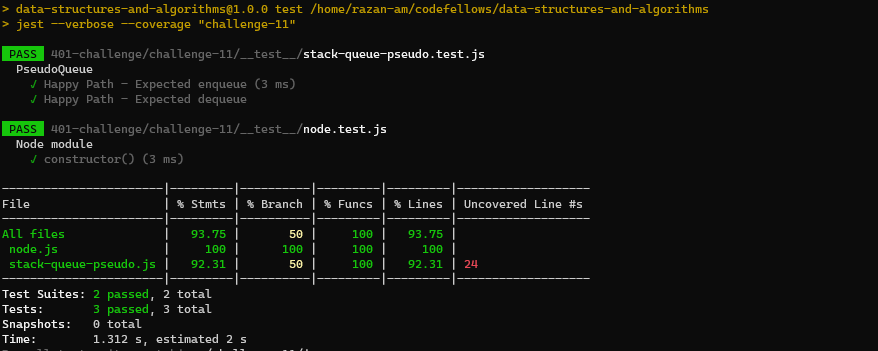 > data-structures-and-algorithms@1.0.0 test /home/razan-am/codefellows/data-structures-and-algorithms
> jest --verbose --coverage "challenge-11"
PASS 401-challenge/challenge-11/__test__/stack-queue-pseudo.test.js
PseudoQueue
✓ Happy Path - Expected enqueue (3 ms)
✓ Happy Path - Expected dequeue
PASS 401-challenge/challenge-11/__test__/node.test.js
Node module
✓ constructor() (3 ms)
File | % Stmts | % Branch | % Funcs | % Lines | Uncovered Line #s
All files | 93.75 | 50 | 100 | 93.75 |
node.js | 100 | 100 | 100 | 100 |
stack-queue-pseudo.js | 92.31 | 50 | 100 | 92.31 | 24
Test Suites: 2 passed, 2 total
Tests: 3 passed, 3 total
Snapshots: 0 total
Time: 1.312 s, estimated 2 s